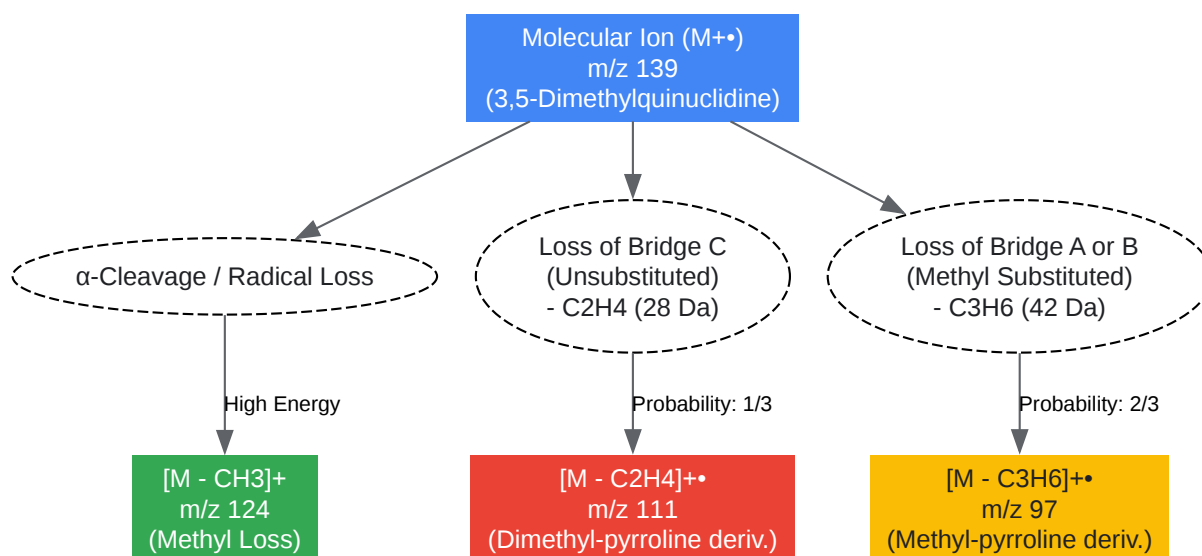 Molecular Ion (M+•)
m/z 139
(3,5-Dimethylquinuclidine)
α-Cleavage / Radical Loss
Loss of Bridge C
(Unsubstituted)
- C2H4 (28 Da)
Loss of Bridge A or B
(Methyl Substituted)
- C3H6 (42 Da)
High Energy
Probability: 1/3
Probability: 2/3
[M - CH3]+
m/z 124
(Methyl Loss)
[M - C2H4]+•
m/z 111
(Dimethyl-pyrroline deriv.)
[M - C3H6]+•
m/z 97
(Methyl-pyrroline deriv.)